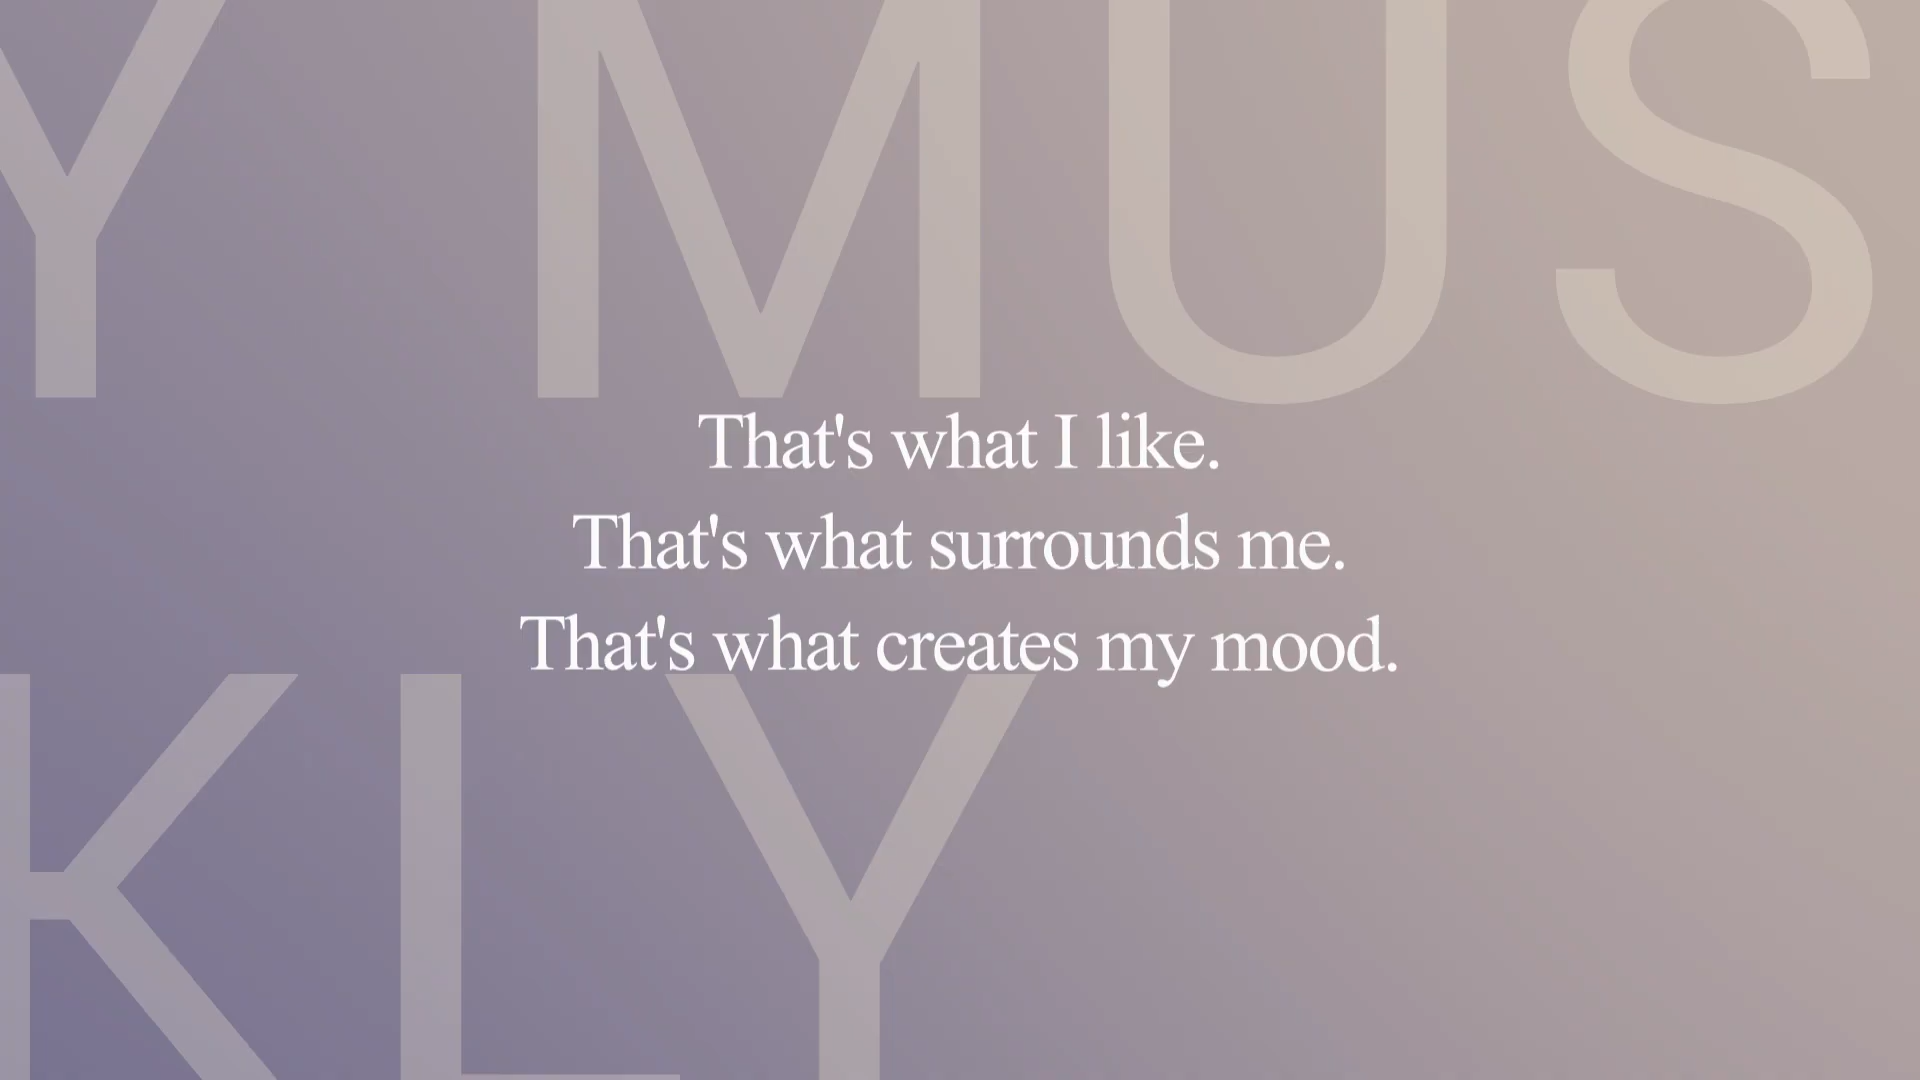 Y MUS
That's what I like.
That's what surrounds me.
That's what creates my mood.
KLY